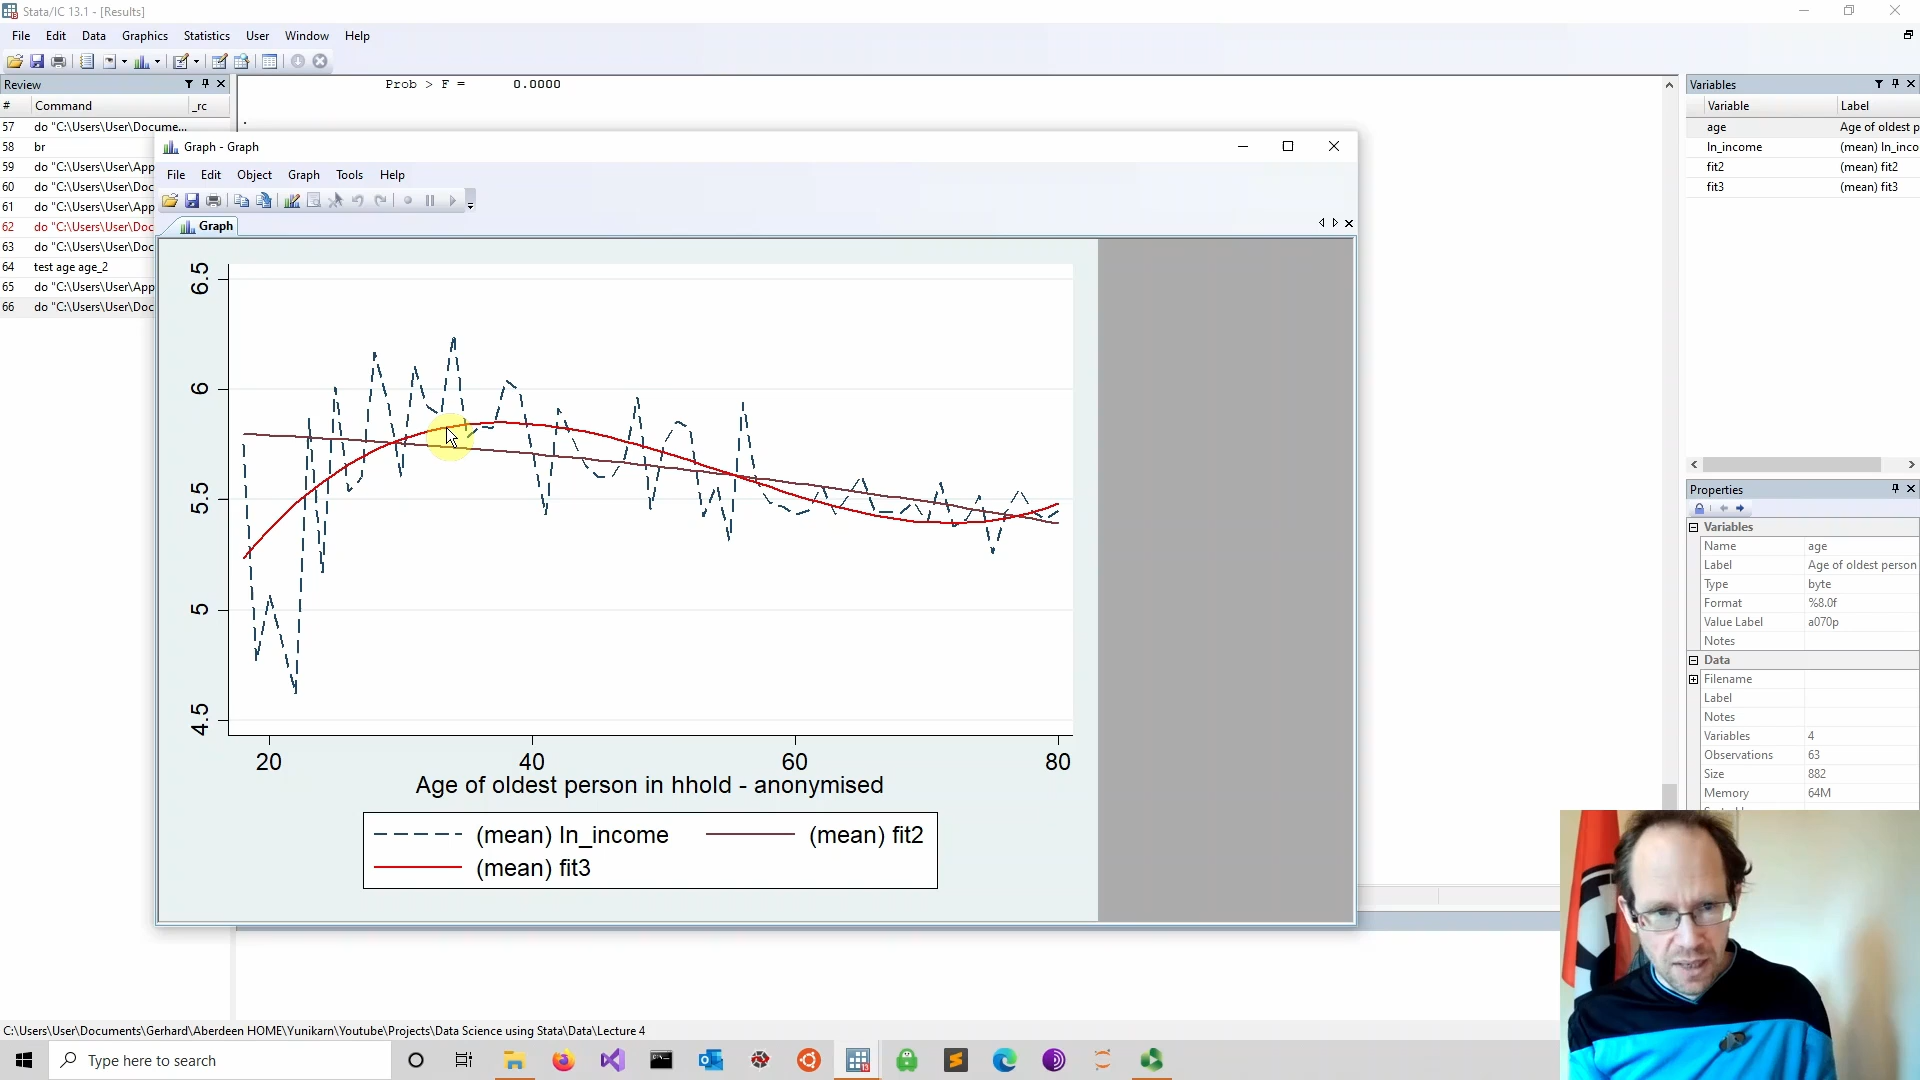 Stata/IC 13.1 - [Results]
File Edit Data Graphics Statistics User Window Help
Review
# Command _rc
57 do "C:\Users\User\Docume...
58 br
59 do "C:\Users\User\App
60 do "C:\Users\User\Doc
61 do "C:\Users\User\App
62 do "C:\Users\User\Doc
63 do "C:\Users\User\Doc
64 test age age_2
65 do "C:\Users\User\App
66 do "C:\Users\User\Doc
Prob > F = 0.0000
.
Graph - Graph
File Edit Object Graph Tools Help
Graph
6.5
6
5.5
5
4.5
20 40 60 80
Age of oldest person in hhold - anonymised
(mean) ln_income (mean) fit2
(mean) fit3
Variables
Variable Label
age Age of oldest p
ln_income (mean) ln_inco
fit2 (mean) fit2
fit3 (mean) fit3
Properties
Variables
Name age
Label Age of oldest person
Type byte
Format %8.0f
Value Label a070p
Notes
Data
Filename
Label
Notes
Variables 4
Observations 63
Size 882
Memory 64M
C:\Users\User\Documents\Gerhard\Aberdeen HOME\Yunikarn\Youtube\Projects\Data Science using Stata\Data\Lecture 4
Type here to search